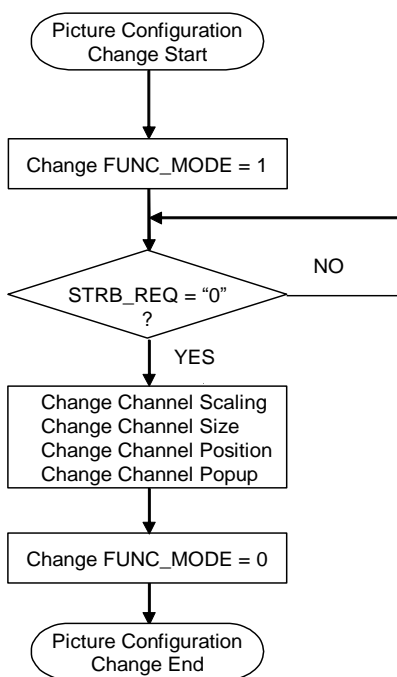 Picture Configuration
Change Start
Change FUNC_MODE = 1
NO
STRB_REQ = “0”
?
YES
Change Channel Scaling
Change Channel Size
Change Channel Position
Change Channel Popup
Change FUNC_MODE = 0
Picture Configuration
Change End